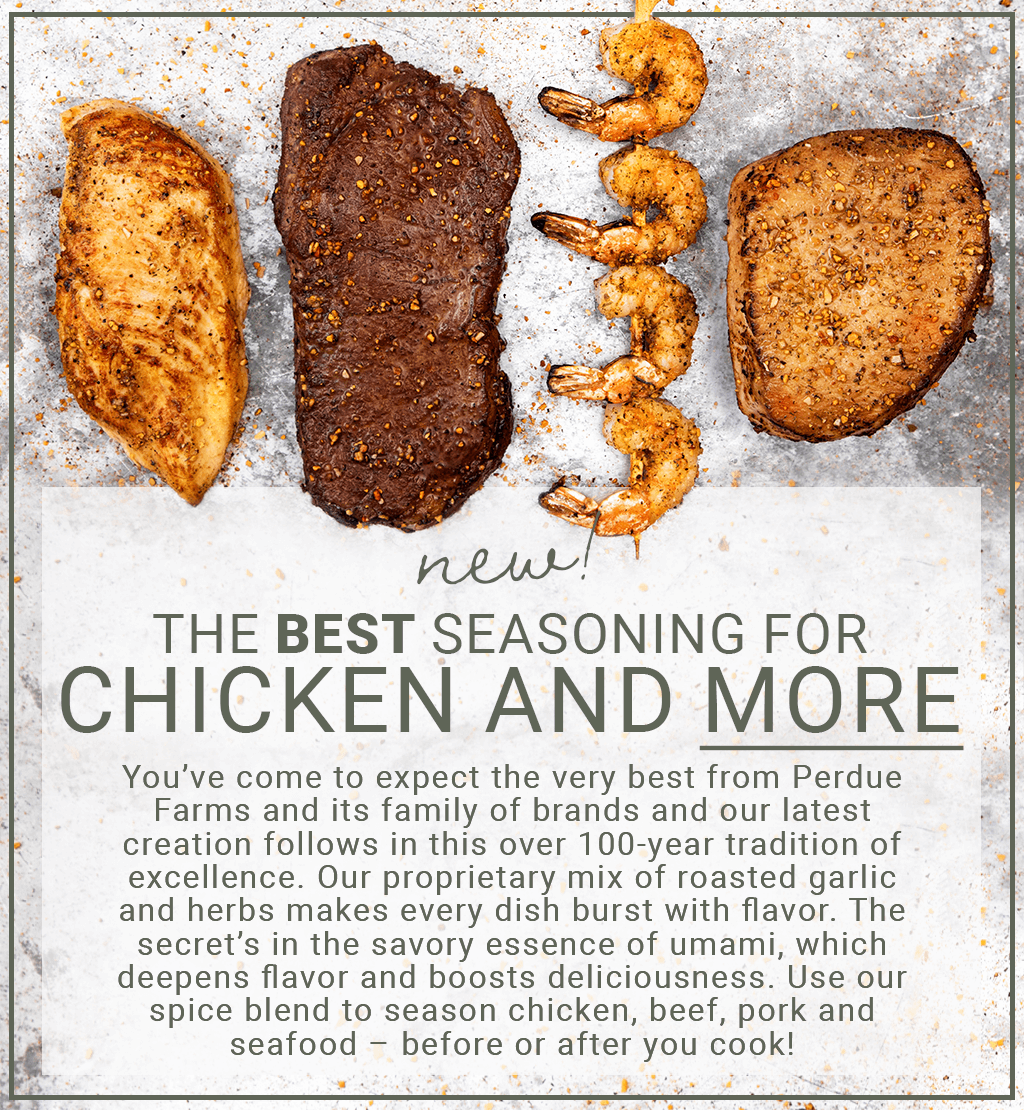 new!
THE BEST SEASONING FOR
CHICKEN AND MORE
You’ve come to expect the very best from Perdue
Farms and its family of brands and our latest
creation follows in this over 100-year tradition of
excellence. Our proprietary mix of roasted garlic
and herbs makes every dish burst with flavor. The
secret’s in the savory essence of umami, which
deepens flavor and boosts deliciousness. Use our
spice blend to season chicken, beef, pork and
seafood – before or after you cook!